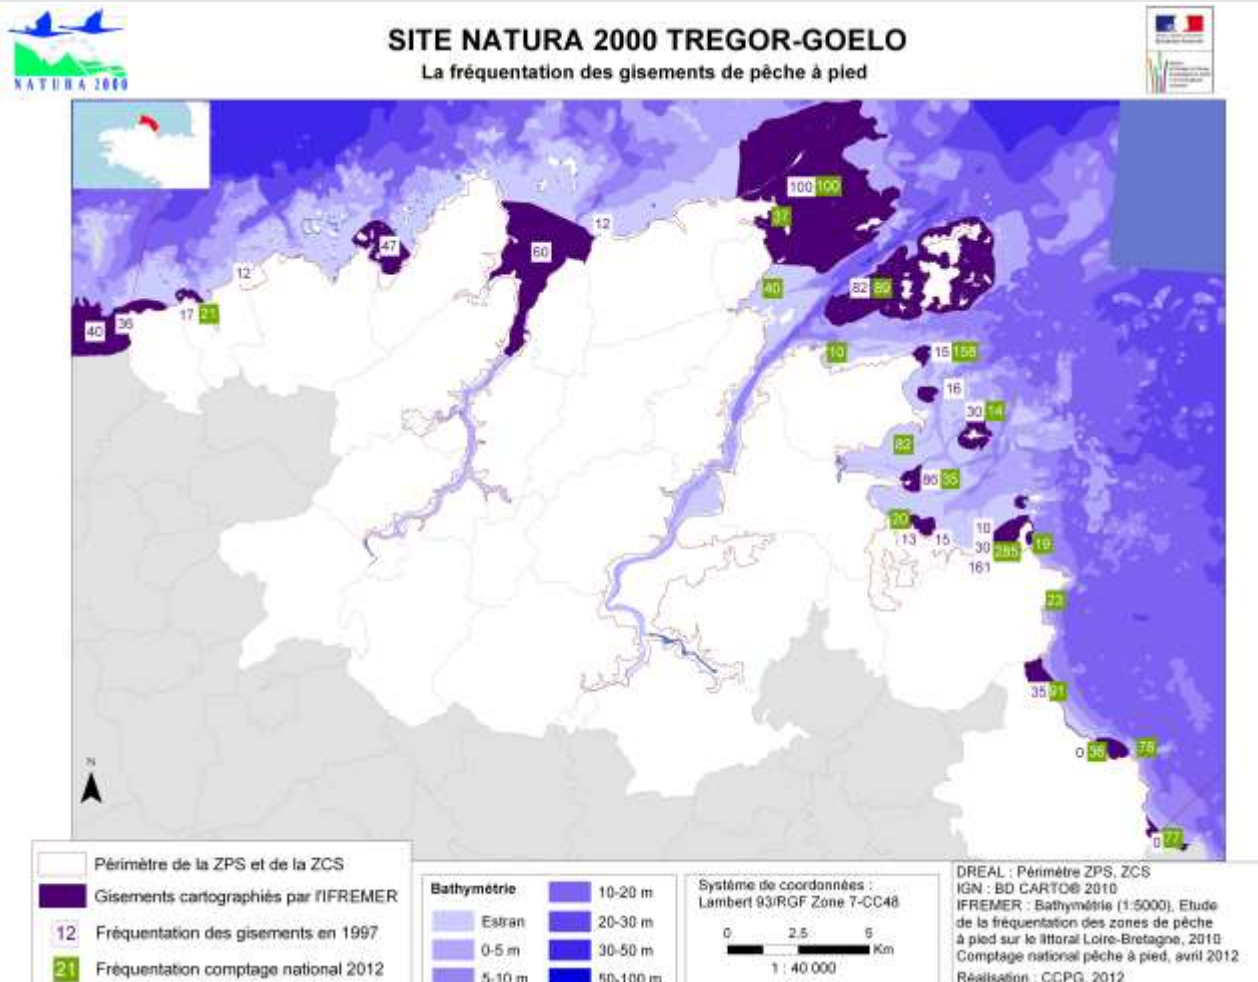 SITE NATURA 2000 TREGOR-GOELO
La fréquentation des gisements de pêche à pied
NATURA 2000
100 100
37
12
60
47
12
82 89
40
17 21
36
40
10
15 158
16
30 14
82
86 35
20
13 15
10
30 285
161
19
23
35 91
0 36 78
0 77
N
Périmètre de la ZPS et de la ZCS
Gisements cartographiés par l'IFREMER
12 Fréquentation des gisements en 1997
21 Fréquentation comptage national 2012
Bathymétrie
Estran
0-5 m
5-10 m
10-20 m
20-30 m
30-50 m
50-100 m
Système de coordonnées :
Lambert 93/RGF Zone 7-CC48
0 2,5 5
Km
1 : 40 000
DREAL : Périmètre ZPS, ZCS
IGN : BD CARTO® 2010
IFREMER : Bathymétrie (1:5000), Etude
de la fréquentation des zones de pêche
à pied sur le littoral Loire-Bretagne, 2010
Comptage national pêche à pied, avril 2012
Réalisation : CCPG, 2012